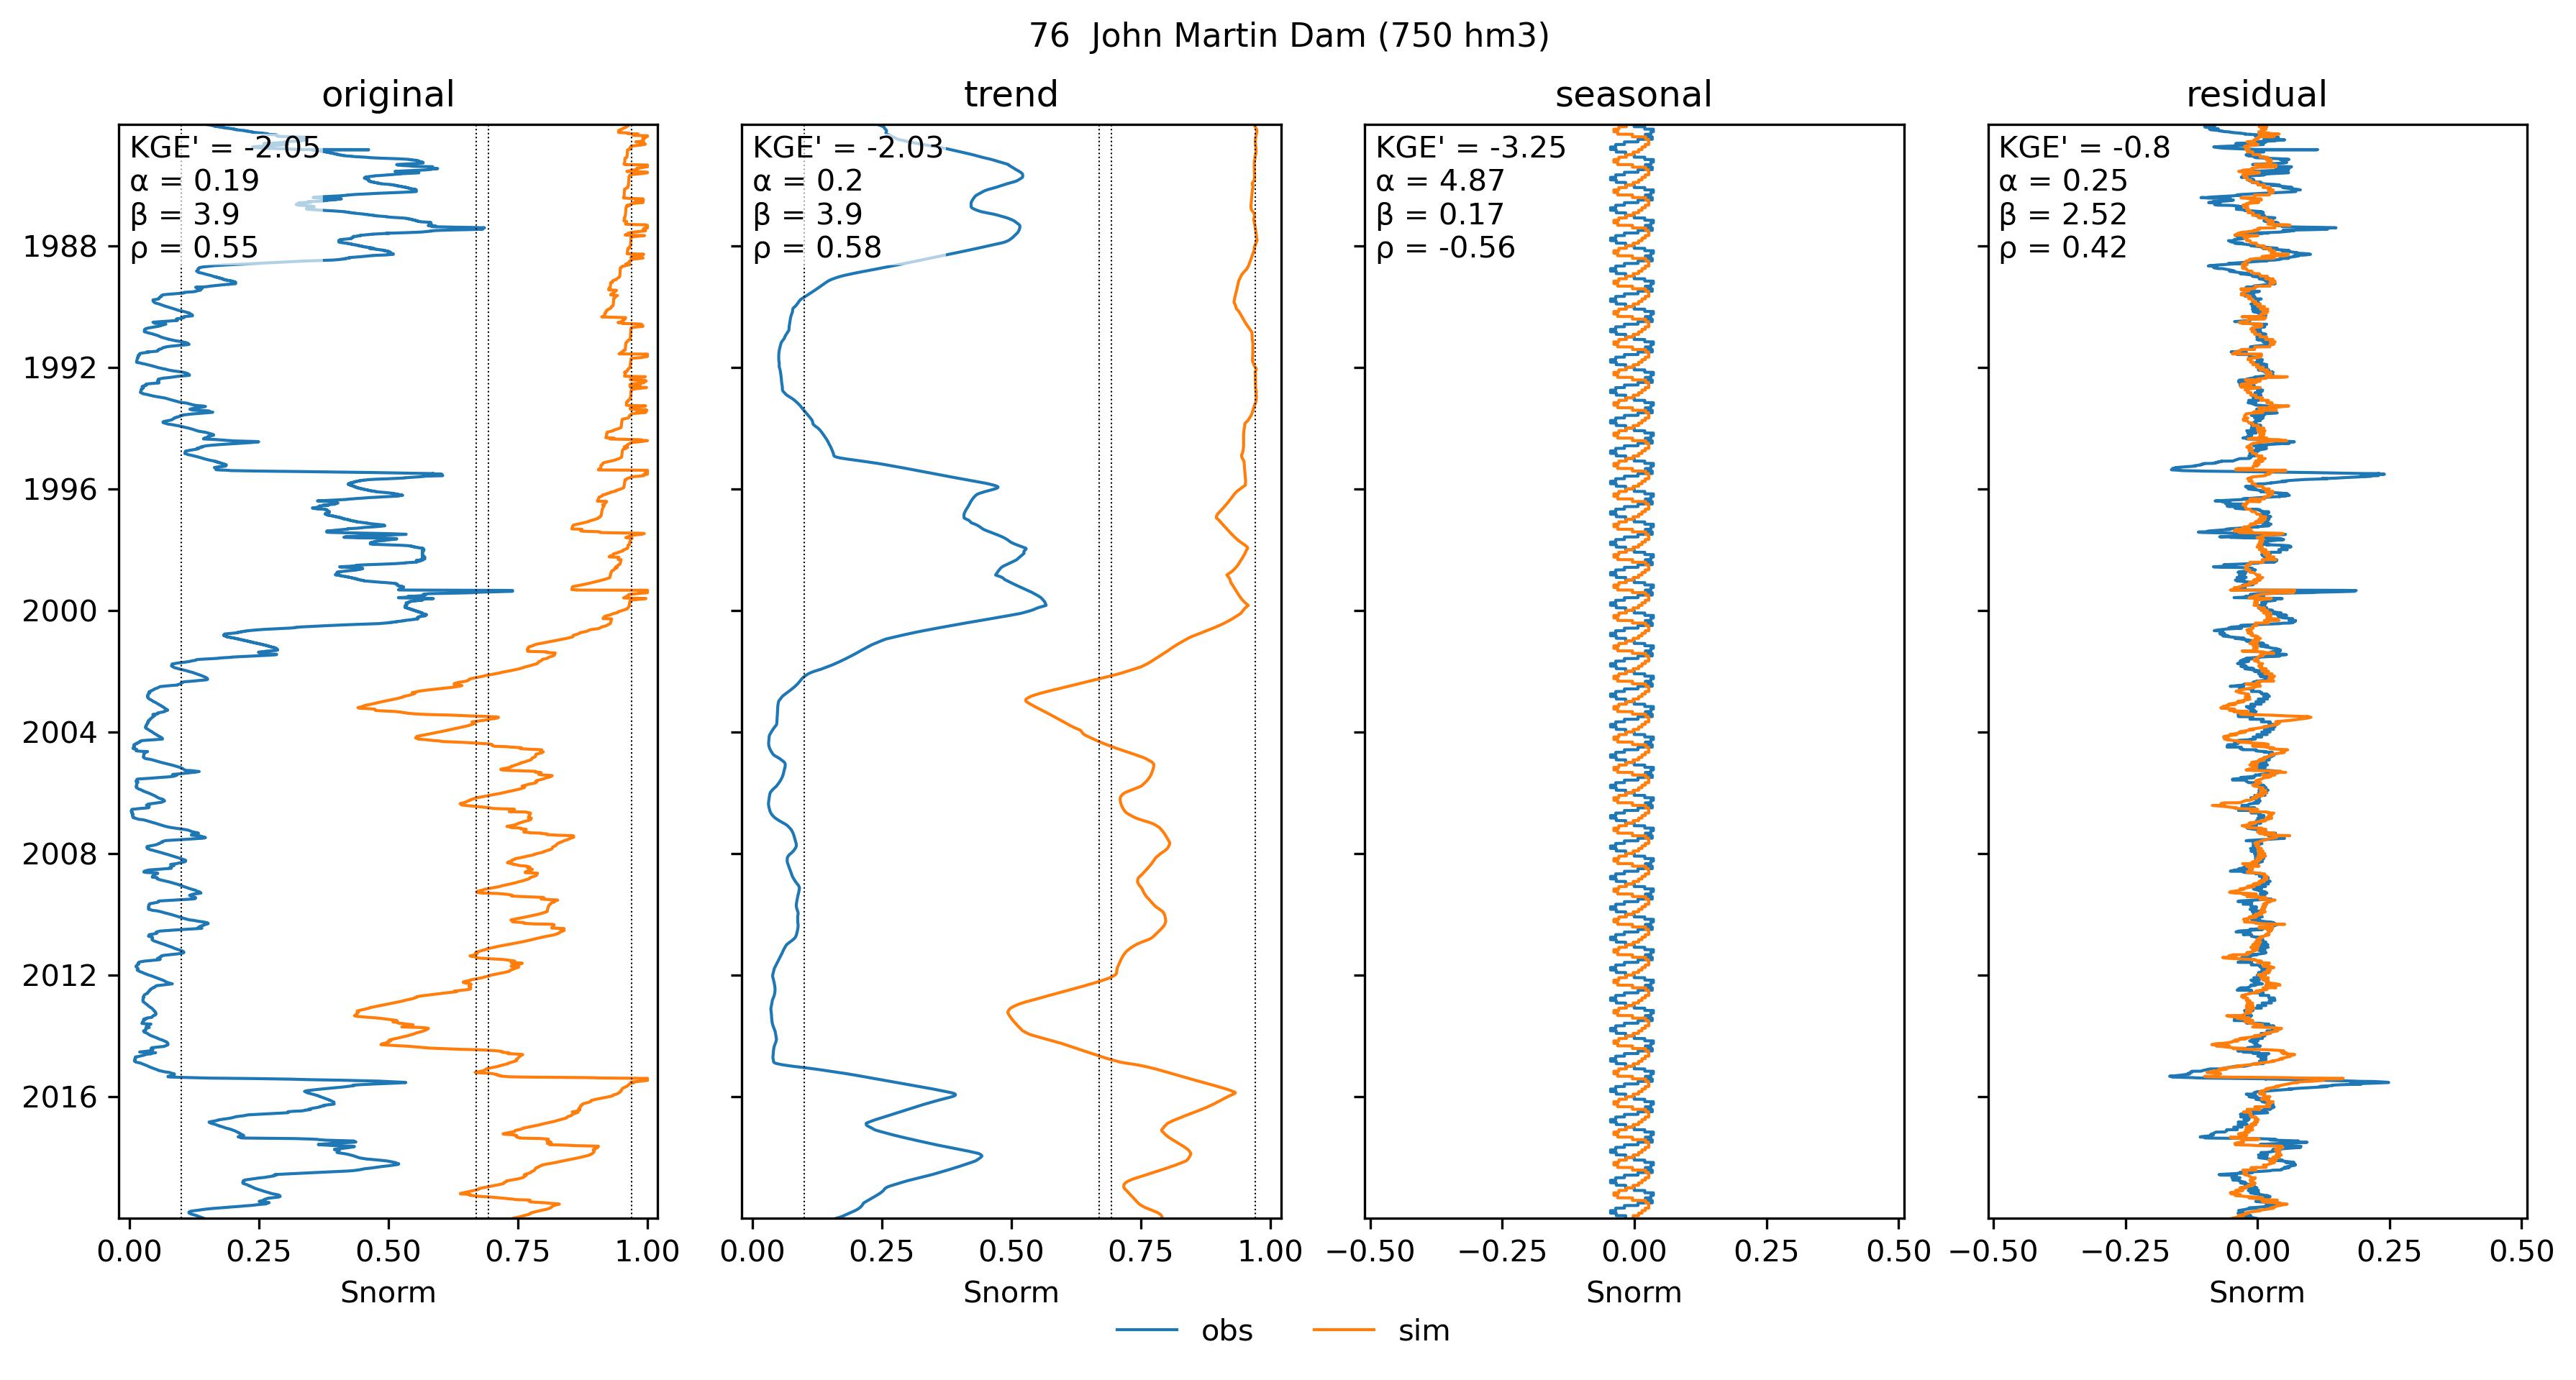 76  John Martin Dam (750 hm3)
original
KGE' = -2.05
α = 0.19
β = 3.9
ρ = 0.55
1988
1992
1996
2000
2004
2008
2012
2016
0.00 0.25 0.50 0.75 1.00
Snorm
trend
KGE' = -2.03
α = 0.2
β = 3.9
ρ = 0.58
0.00 0.25 0.50 0.75 1.00
Snorm
seasonal
KGE' = -3.25
α = 4.87
β = 0.17
ρ = -0.56
−0.50 −0.25 0.00 0.25 0.50
Snorm
residual
KGE' = -0.8
α = 0.25
β = 2.52
ρ = 0.42
−0.50 −0.25 0.00 0.25 0.50
Snorm
obs sim